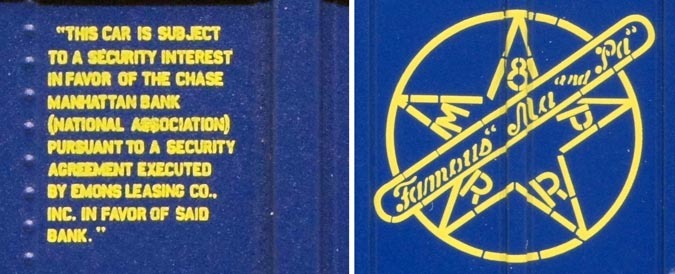 "THIS CAR IS SUBJECT
TO A SECURITY INTEREST
IN FAVOR OF THE CHASE
MANHATTAN BANK
(NATIONAL ASSOCIATION)
PURSUANT TO A SECURITY
AGREEMENT EXECUTED
BY EMONS LEASING CO.,
INC. IN FAVOR OF SAID
BANK."
M & P R R
Famous "Ma and Pa"